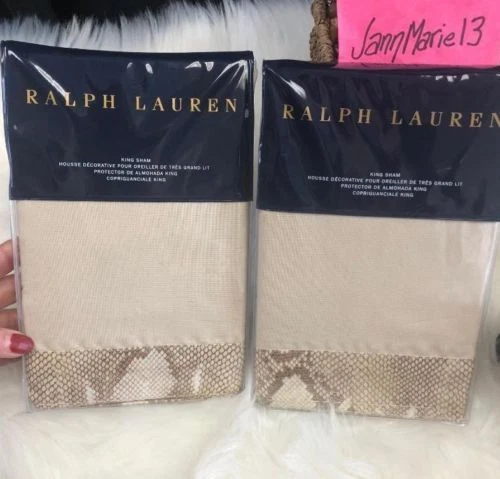 JannMarie13
RALPH LAUREN
KING SHAM
HOUSSE DÉCORATIVE POUR OREILLER DE TRÈS GRAND LIT
PROTECTOR DE ALMOHADA KING
COPRIGUANCIALE KING
RALPH LAUREN
KING SHAM
HOUSSE DÉCORATIVE POUR OREILLER DE TRÈS GRAND LIT
PROTECTOR DE ALMOHADA KING
COPRIGUANCIALE KING